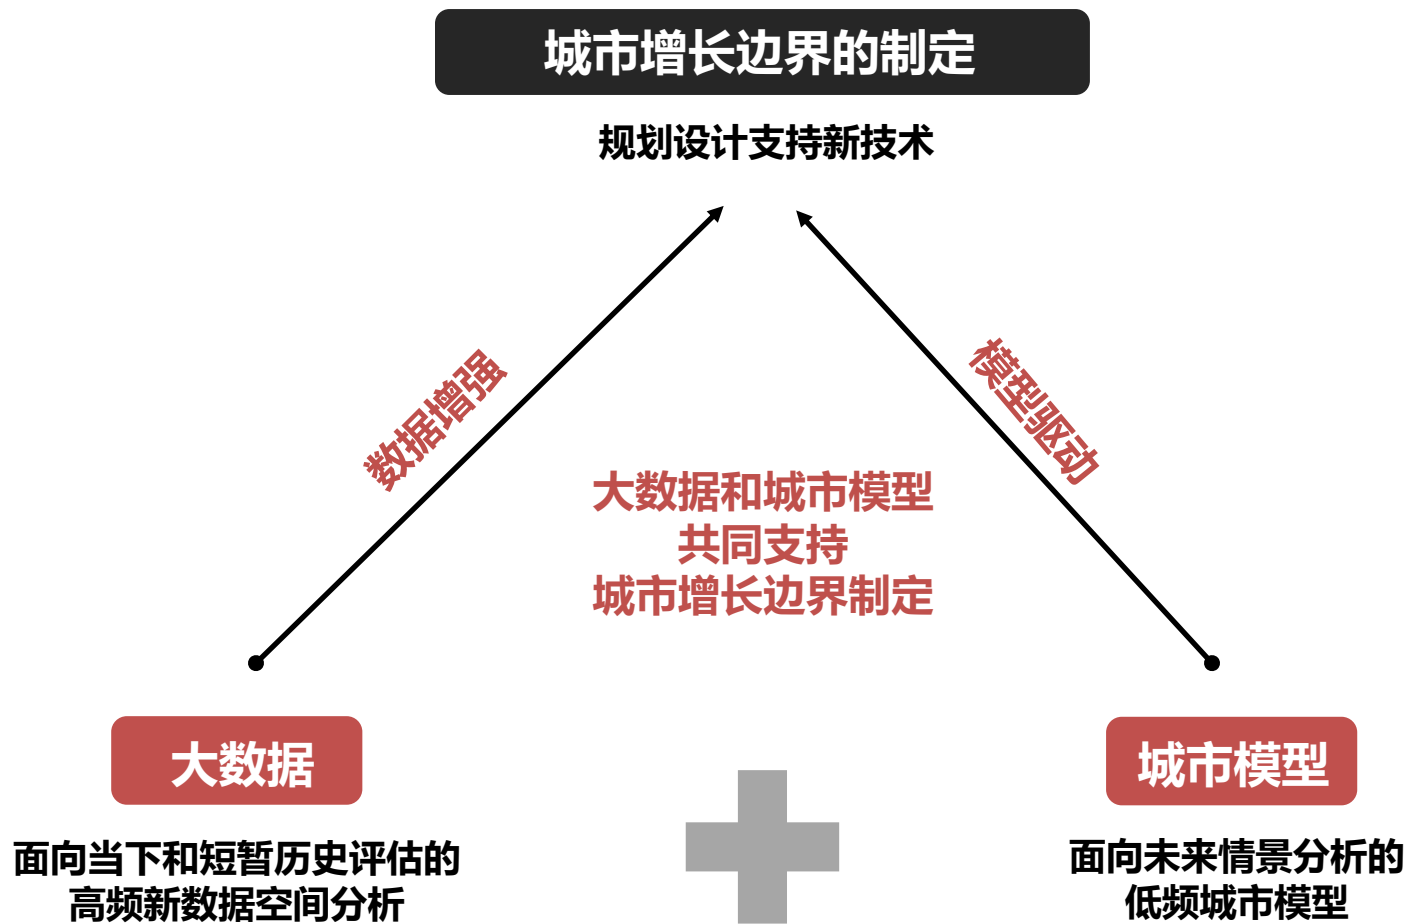 城市增长边界的制定
规划设计支持新技术
数据增强
模型驱动
大数据和城市模型
共同支持
城市增长边界制定
大数据
面向当下和短暂历史评估的
高频新数据空间分析
城市模型
面向未来情景分析的
低频城市模型